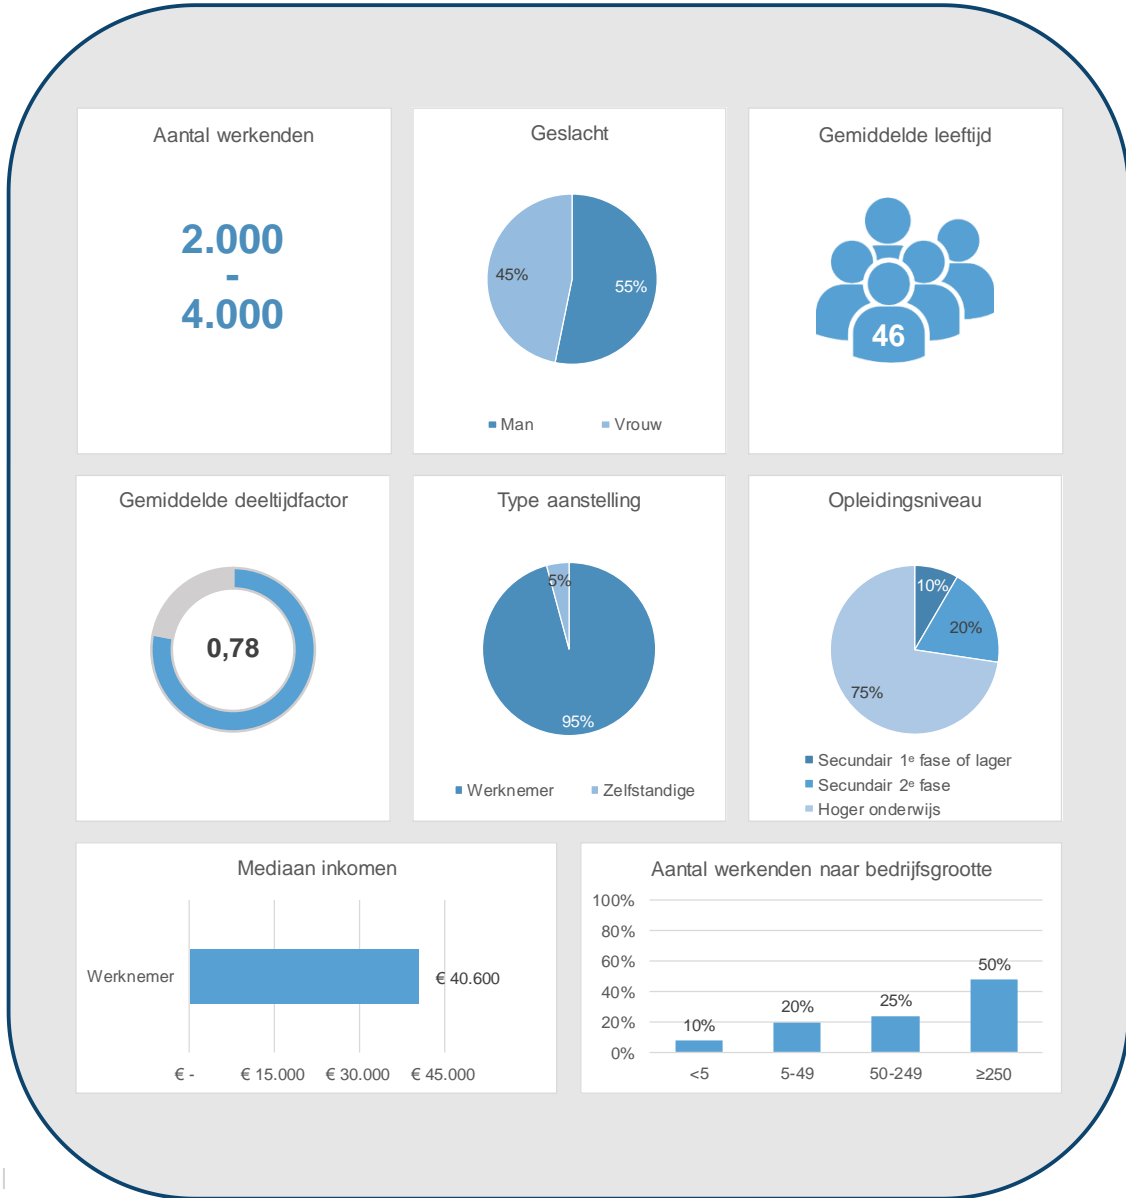 Aantal werkenden
2.000
-
4.000
Geslacht
45%
55%
Man
Vrouw
Gemiddelde leeftijd
46
Gemiddelde deeltijdfactor
0,78
Type aanstelling
5%
95%
Werknemer
Zelfstandige
Opleidingsniveau
10%
20%
75%
Secundair 1e fase of lager
Secundair 2e fase
Hoger onderwijs
Mediaan inkomen
Werknemer
€ 40.600
€ -
€ 15.000
€ 30.000
€ 45.000
Aantal werkenden naar bedrijfsgrootte
100%
80%
60%
40%
20%
0%
10%
20%
25%
50%
<5
5-49
50-249
≥250